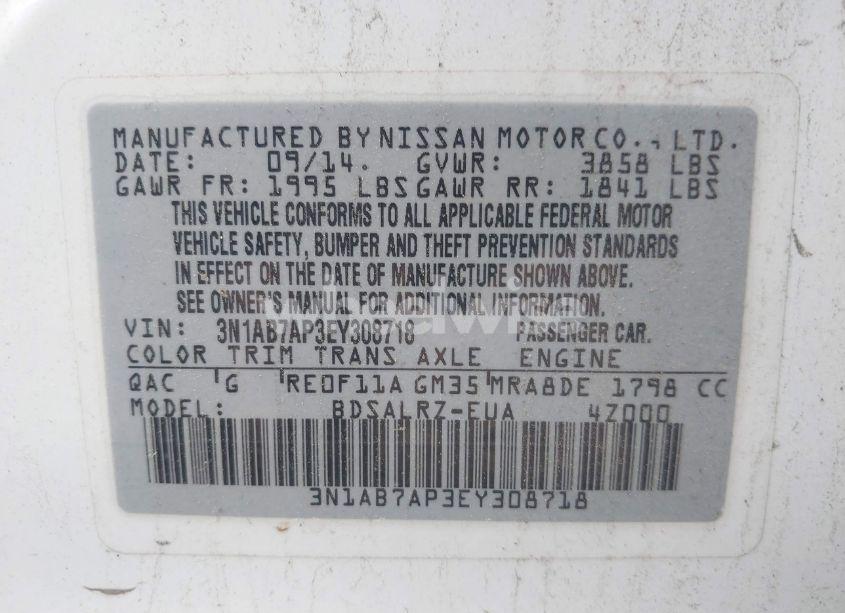 MANUFACTURED BY NISSAN MOTOR CO., LTD.
DATE: 09/14. GVWR: 3858 LBS
GAWR FR: 1995 LBS GAWR RR: 1841 LBS
THIS VEHICLE CONFORMS TO ALL APPLICABLE FEDERAL MOTOR
VEHICLE SAFETY, BUMPER AND THEFT PREVENTION STANDARDS
IN EFFECT ON THE DATE OF MANUFACTURE SHOWN ABOVE.
SEE OWNER'S MANUAL FOR ADDITIONAL INFORMATION.
VIN: 3N1AB7AP3EY308718 PASSENGER CAR.
COLOR TRIM TRANS AXLE ENGINE
QAC G RE0F11A GM35 MRA8DE 1798 CC
MODEL: BDSALRZ-EUA 4Z000
3N1AB7AP3EY308718